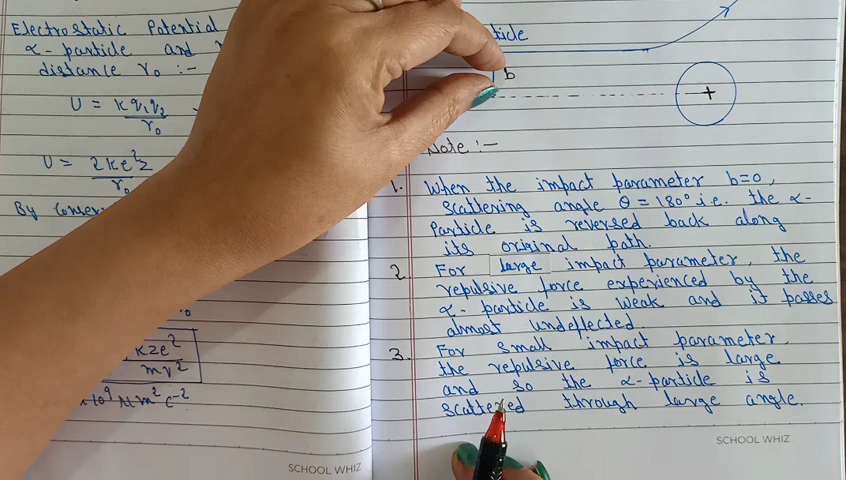 Electrostatic Potential
α-particle and
distance r₀ :-
U = kq₁q₂
r₀
U = 2ke²z
r₀
By Conser
kze²
mv²
10⁹ Nm² c⁻²
SCHOOL WHIZ
ticle
b
+
Note :-
1. When the impact parameter b=0,
scattering angle θ = 180° i.e. the α-
Particle is reversed back along
its original path.
2. For large impact parameter, the
repulsive force experienced by the
α-particle is weak and it passes
almost undeflected.
3. For small impact parameter
the repulsive force is large
and so the α-particle is
scattered through large angle.
SCHOOL WHIZ